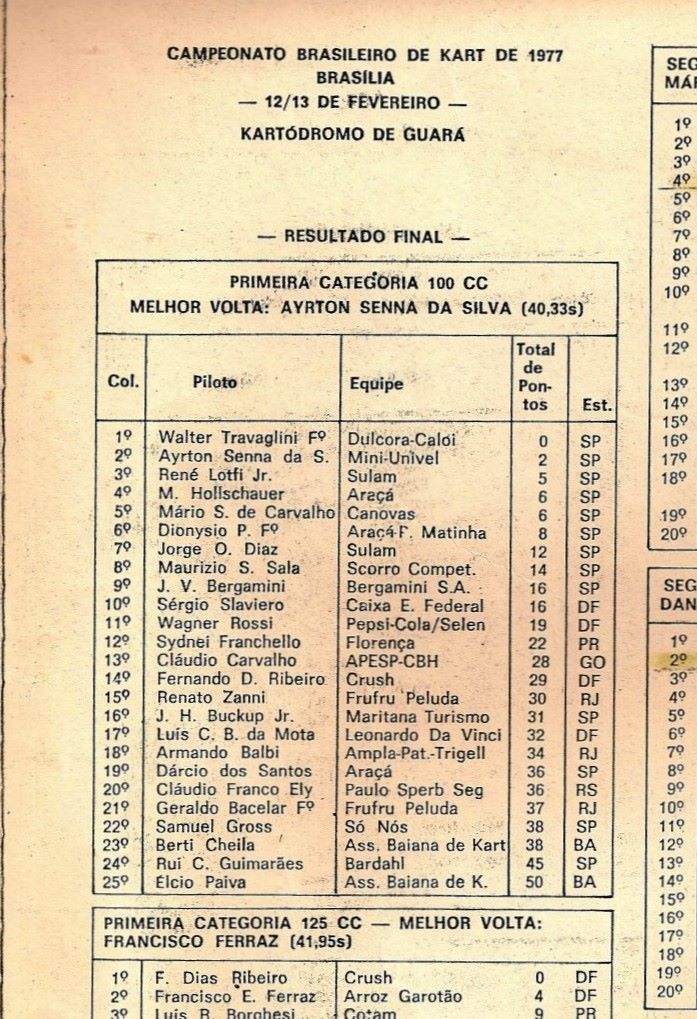 CAMPEONATO BRASILEIRO DE KART DE 1977
BRASÍLIA
— 12/13 DE FEVEREIRO —
KARTÓDROMO DE GUARÁ
— RESULTADO FINAL —
PRIMEIRA CATEGORIA 100 CC
MELHOR VOLTA: AYRTON SENNA DA SILVA (40,33s)
Col. Piloto Equipe Total de Pon-tos Est.
1º Walter Travaglini Fº Dulcora-Caloi 0 SP
2º Ayrton Senna da S. Mini-Univel 2 SP
3º René Lotfi Jr. Sulam 5 SP
4º M. Hollschauer Araçá 6 SP
5º Mário S. de Carvalho Canovas 6 SP
6º Dionysio P. Fº Araçá-F. Matinha 8 SP
7º Jorge O. Diaz Sulam 12 SP
8º Maurizio S. Sala Scorro Compet. 14 SP
9º J. V. Bergamini Bergamini S.A. 16 SP
10º Sérgio Slaviero Caixa E. Federal 16 DF
11º Wagner Rossi Pepsi-Cola/Selen 19 DF
12º Sydnei Franchello Florença 22 PR
13º Cláudio Carvalho APESP-CBH 28 GO
14º Fernando D. Ribeiro Crush 29 DF
15º Renato Zanni Frufru Peluda 30 RJ
16º J. H. Buckup Jr. Maritana Turismo 31 SP
17º Luís C. B. da Mota Leonardo Da Vinci 32 DF
18º Armando Balbi Ampla-Pat.-Trigell 34 RJ
19º Dárcio dos Santos Araçá 36 SP
20º Cláudio Franco Ely Paulo Sperb Seg 36 RS
21º Geraldo Bacelar Fº Frufru Peluda 37 RJ
22º Samuel Gross Só Nós 38 SP
23º Berti Cheila Ass. Baiana de Kart 38 BA
24º Rui C. Guimarães Bardahl 45 SP
25º Élcio Paiva Ass. Baiana de K. 50 BA
PRIMEIRA CATEGORIA 125 CC — MELHOR VOLTA:
FRANCISCO FERRAZ (41,95s)
1º F. Dias Ribeiro Crush 0 DF
2º Francisco E. Ferraz Arroz Garotão 4 DF
3º Luís R. Borghesi Cotam 9 PR
SEG
MÁR
1º
2º
3º
4º
5º
6º
7º
8º
9º
10º
11º
12º
13º
14º
15º
16º
17º
18º
19º
20º
SEG
DAN
1º
2º
3º
4º
5º
6º
7º
8º
9º
10º
11º
12º
13º
14º
15º
16º
17º
18º
19º
20º